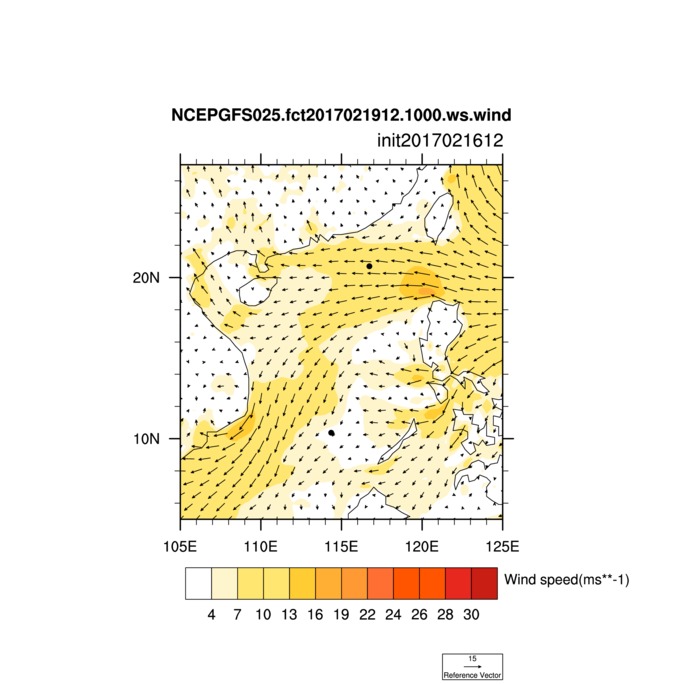 NCEPGFS025.fct2017021912.1000.ws.wind
init2017021612
20N
10N
105E 110E 115E 120E 125E
Wind speed(ms**-1)
4 7 10 13 16 19 22 24 26 28 30
15
Reference Vector